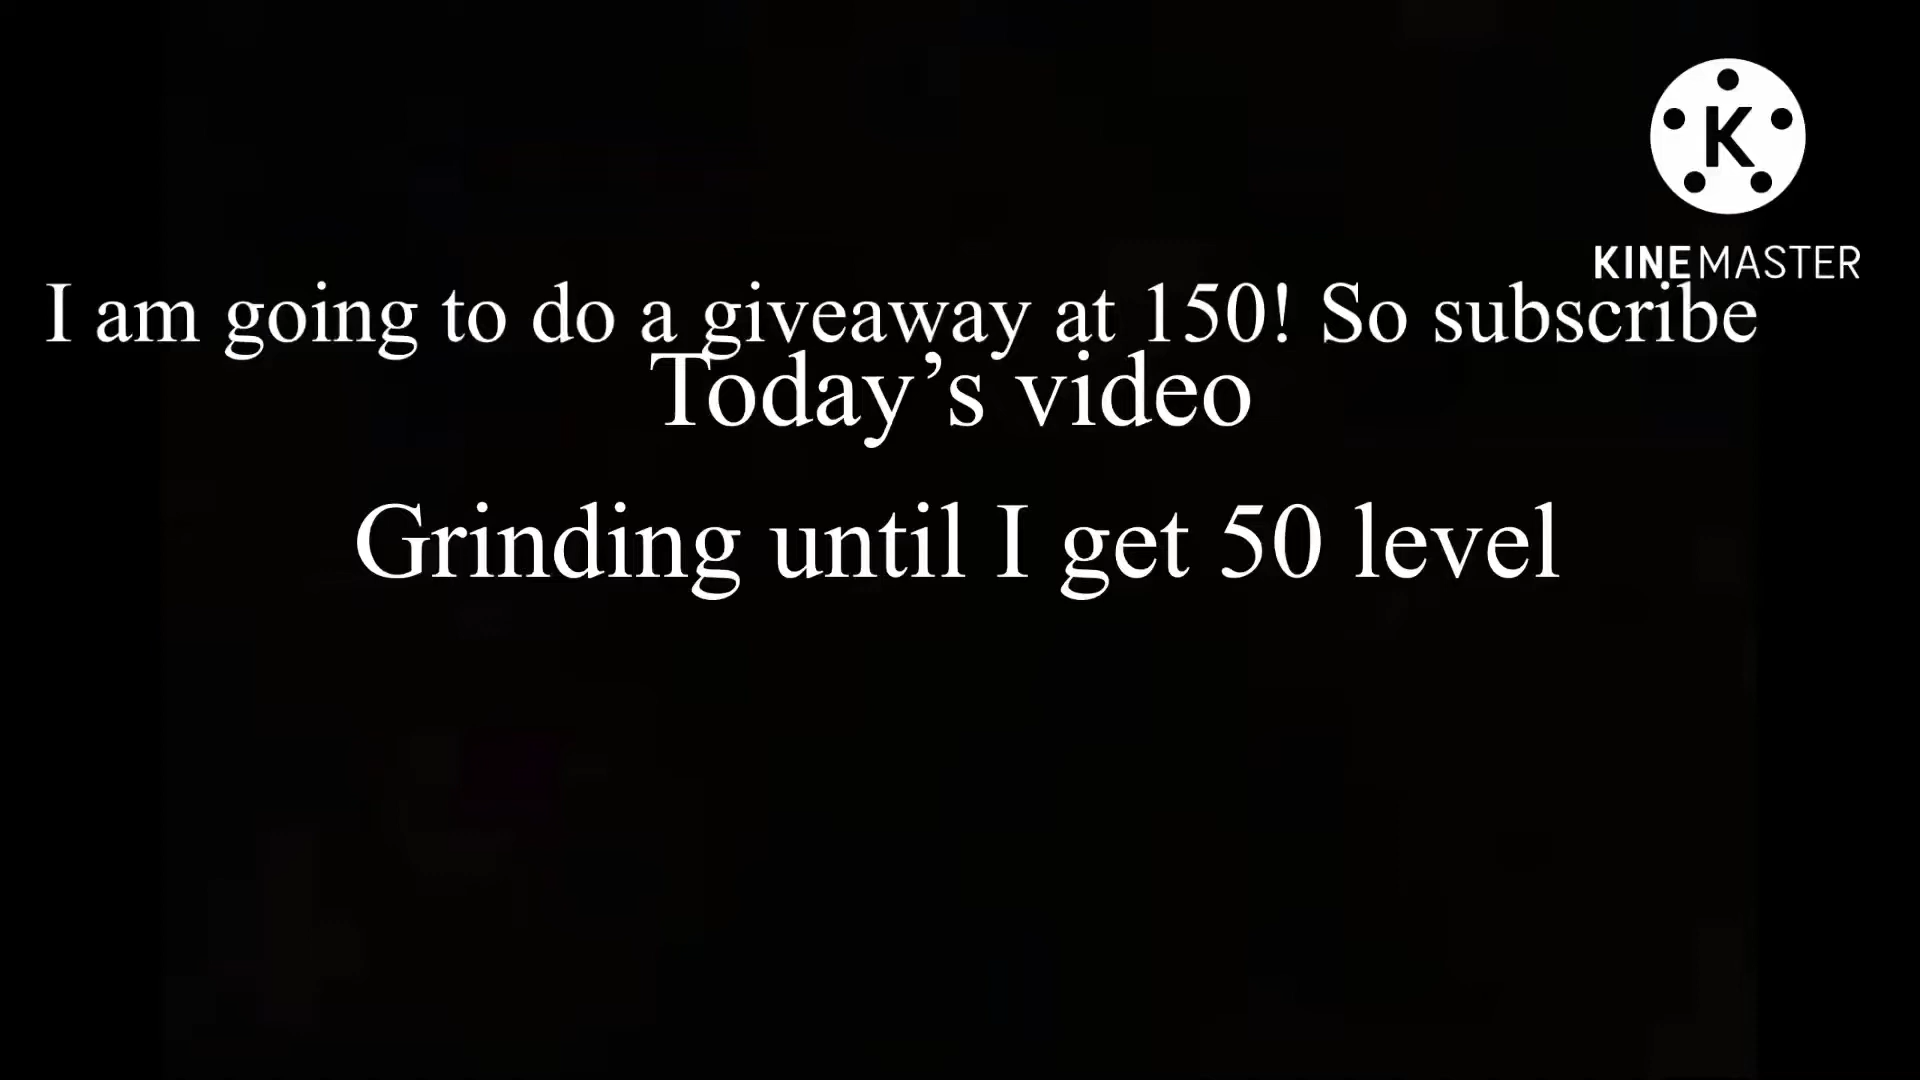 K
KINEMASTER
I am going to do a giveaway at 150! So subscribe
Today’s video
Grinding until I get 50 level